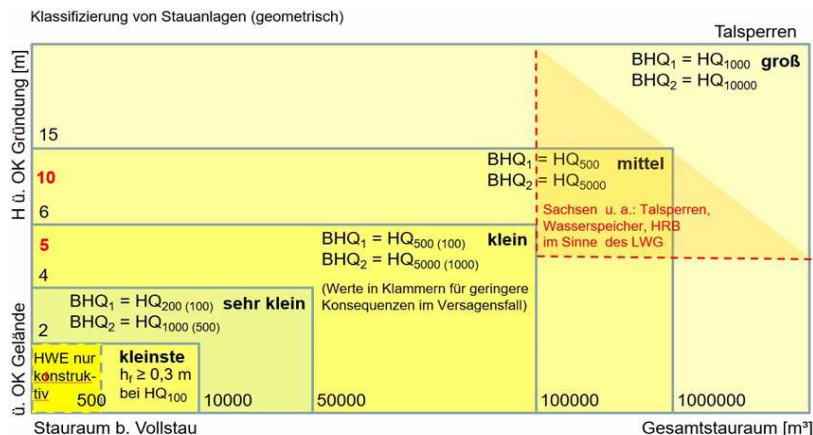 Klassifizierung von Stauanlagen (geometrisch)
Talsperren
BHQ₁ = HQ₁₀₀₀ groß
BHQ₂ = HQ₁₀₀₀₀
H ü. OK Gründung [m]
15
BHQ₁ = HQ₅₀₀ mittel
BHQ₂ = HQ₅₀₀₀
10
6
Sachsen u. a.: Talsperren,
Wasserspeicher, HRB
im Sinne des LWG
BHQ₁ = HQ₅₀₀ ₍₁₀₀₎ klein
BHQ₂ = HQ₅₀₀₀ ₍₁₀₀₀₎
5
4
(Werte in Klammern für geringere
Konsequenzen im Versagensfall)
BHQ₁ = HQ₂₀₀ ₍₁₀₀₎ sehr klein
BHQ₂ = HQ₁₀₀₀ ₍₅₀₀₎
2
ü. OK Gelände
HWE nur
konstruk-
tiv
kleinste
hf ≥ 0,3 m
bei HQ₁₀₀
500
10000
50000
100000
1000000
Stauraum b. Vollstau
Gesamtstauraum [m³]